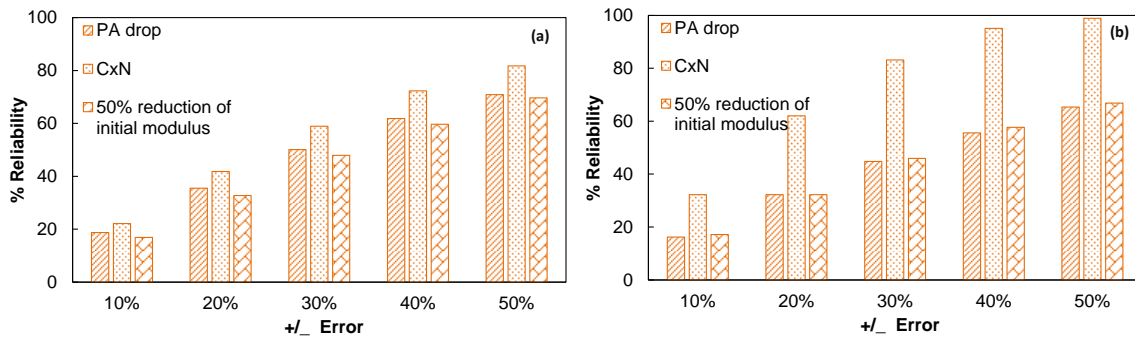 100
80
60
40
20
0
% Reliability
PA drop
CxN
50% reduction of
initial modulus
(a)
10% 20% 30% 40% 50%
+/_ Error
100
80
60
40
20
0
% Reliability
PA drop
CxN
50% reduction of
initial modulus
(b)
10% 20% 30% 40% 50%
+/_ Error